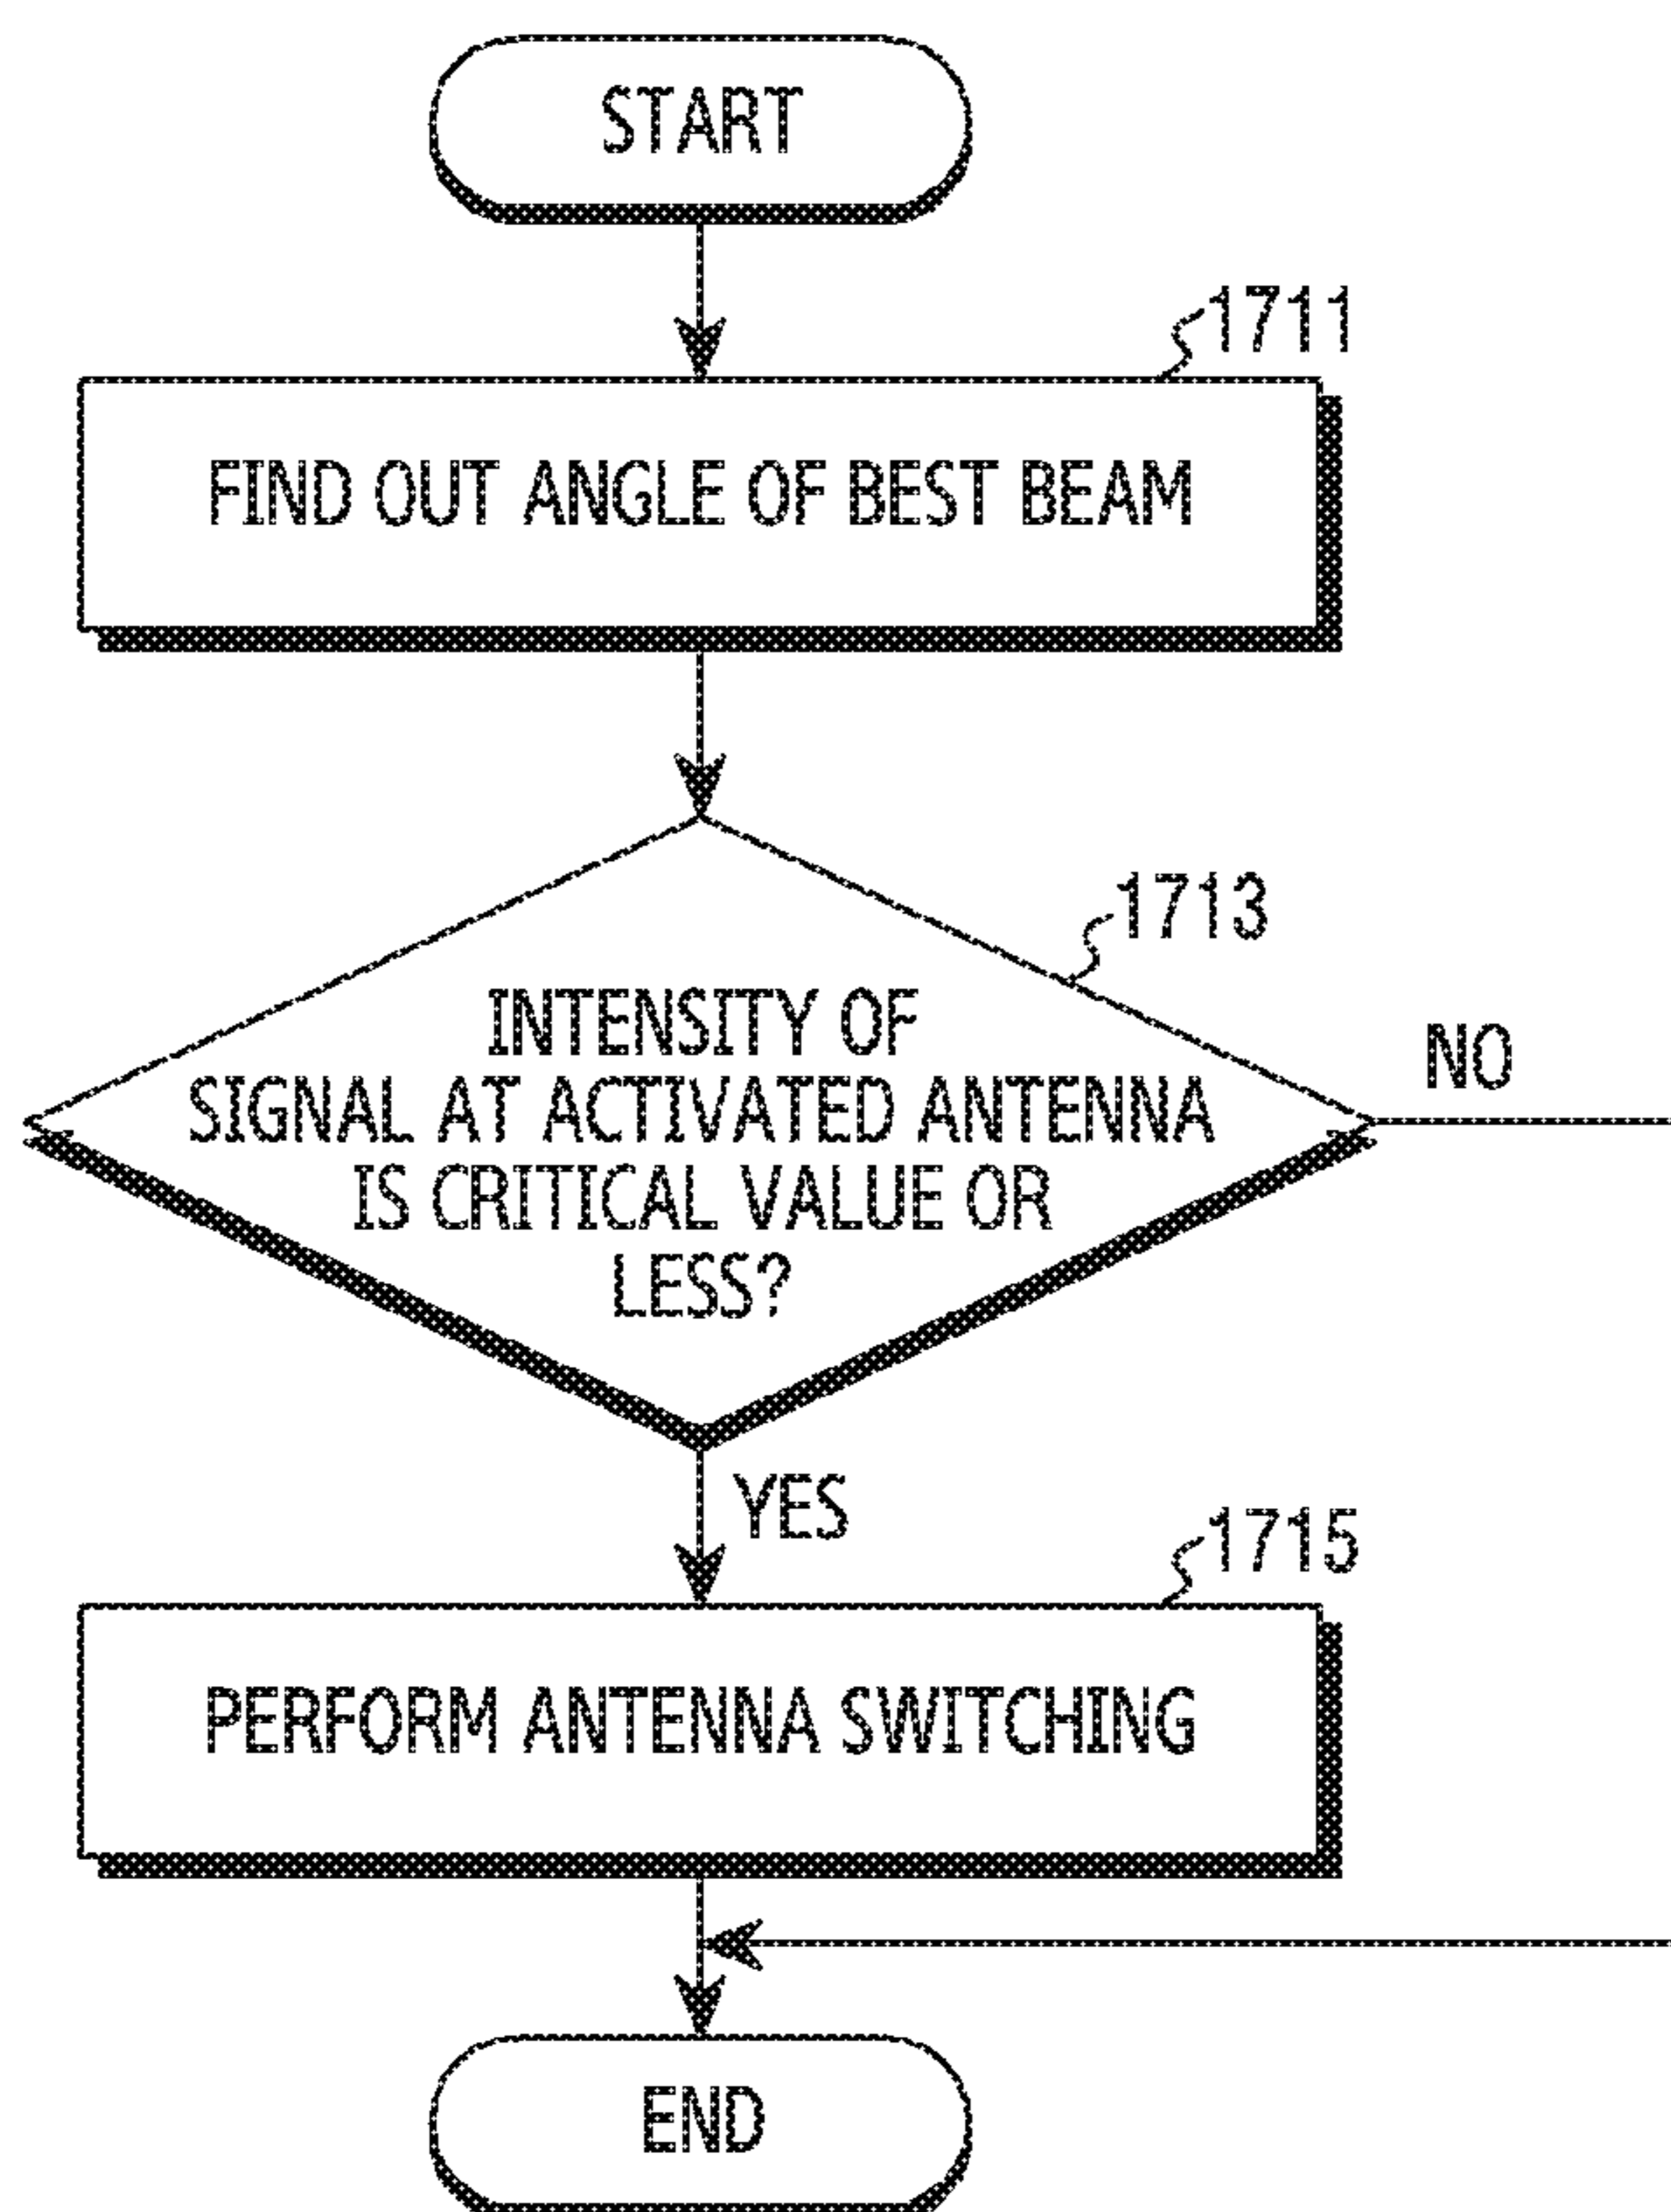 START
1711
FIND OUT ANGLE OF BEST BEAM
1713
INTENSITY OF
SIGNAL AT ACTIVATED ANTENNA
IS CRITICAL VALUE OR
LESS?
NO
YES
1715
PERFORM ANTENNA SWITCHING
END